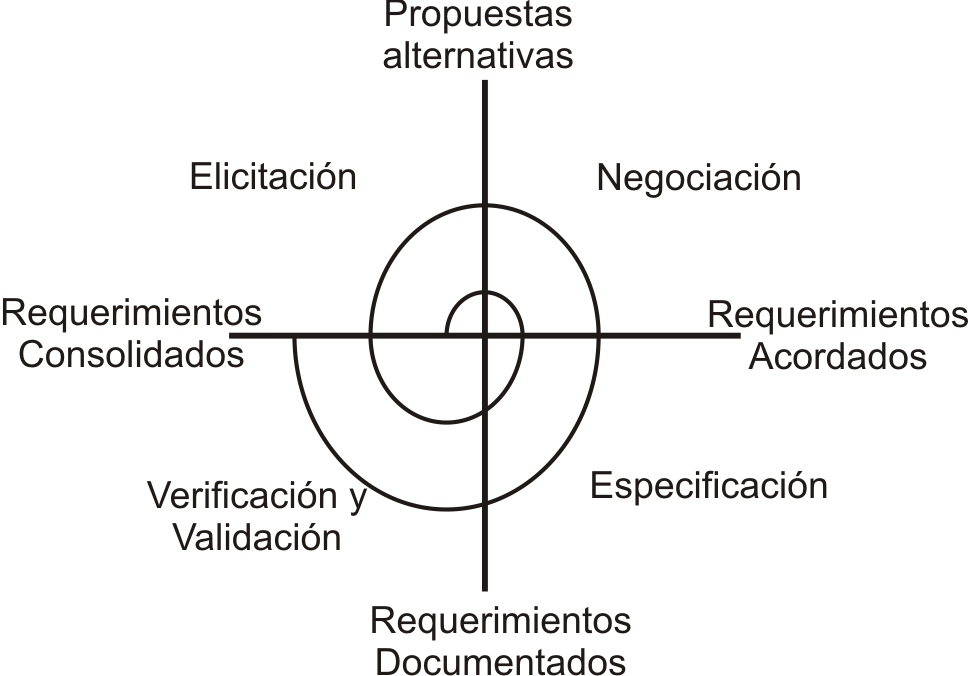 Propuestas
alternativas
Elicitación
Negociación
Requerimientos
Consolidados
Requerimientos
Acordados
Verificación y
Validación
Especificación
Requerimientos
Documentados